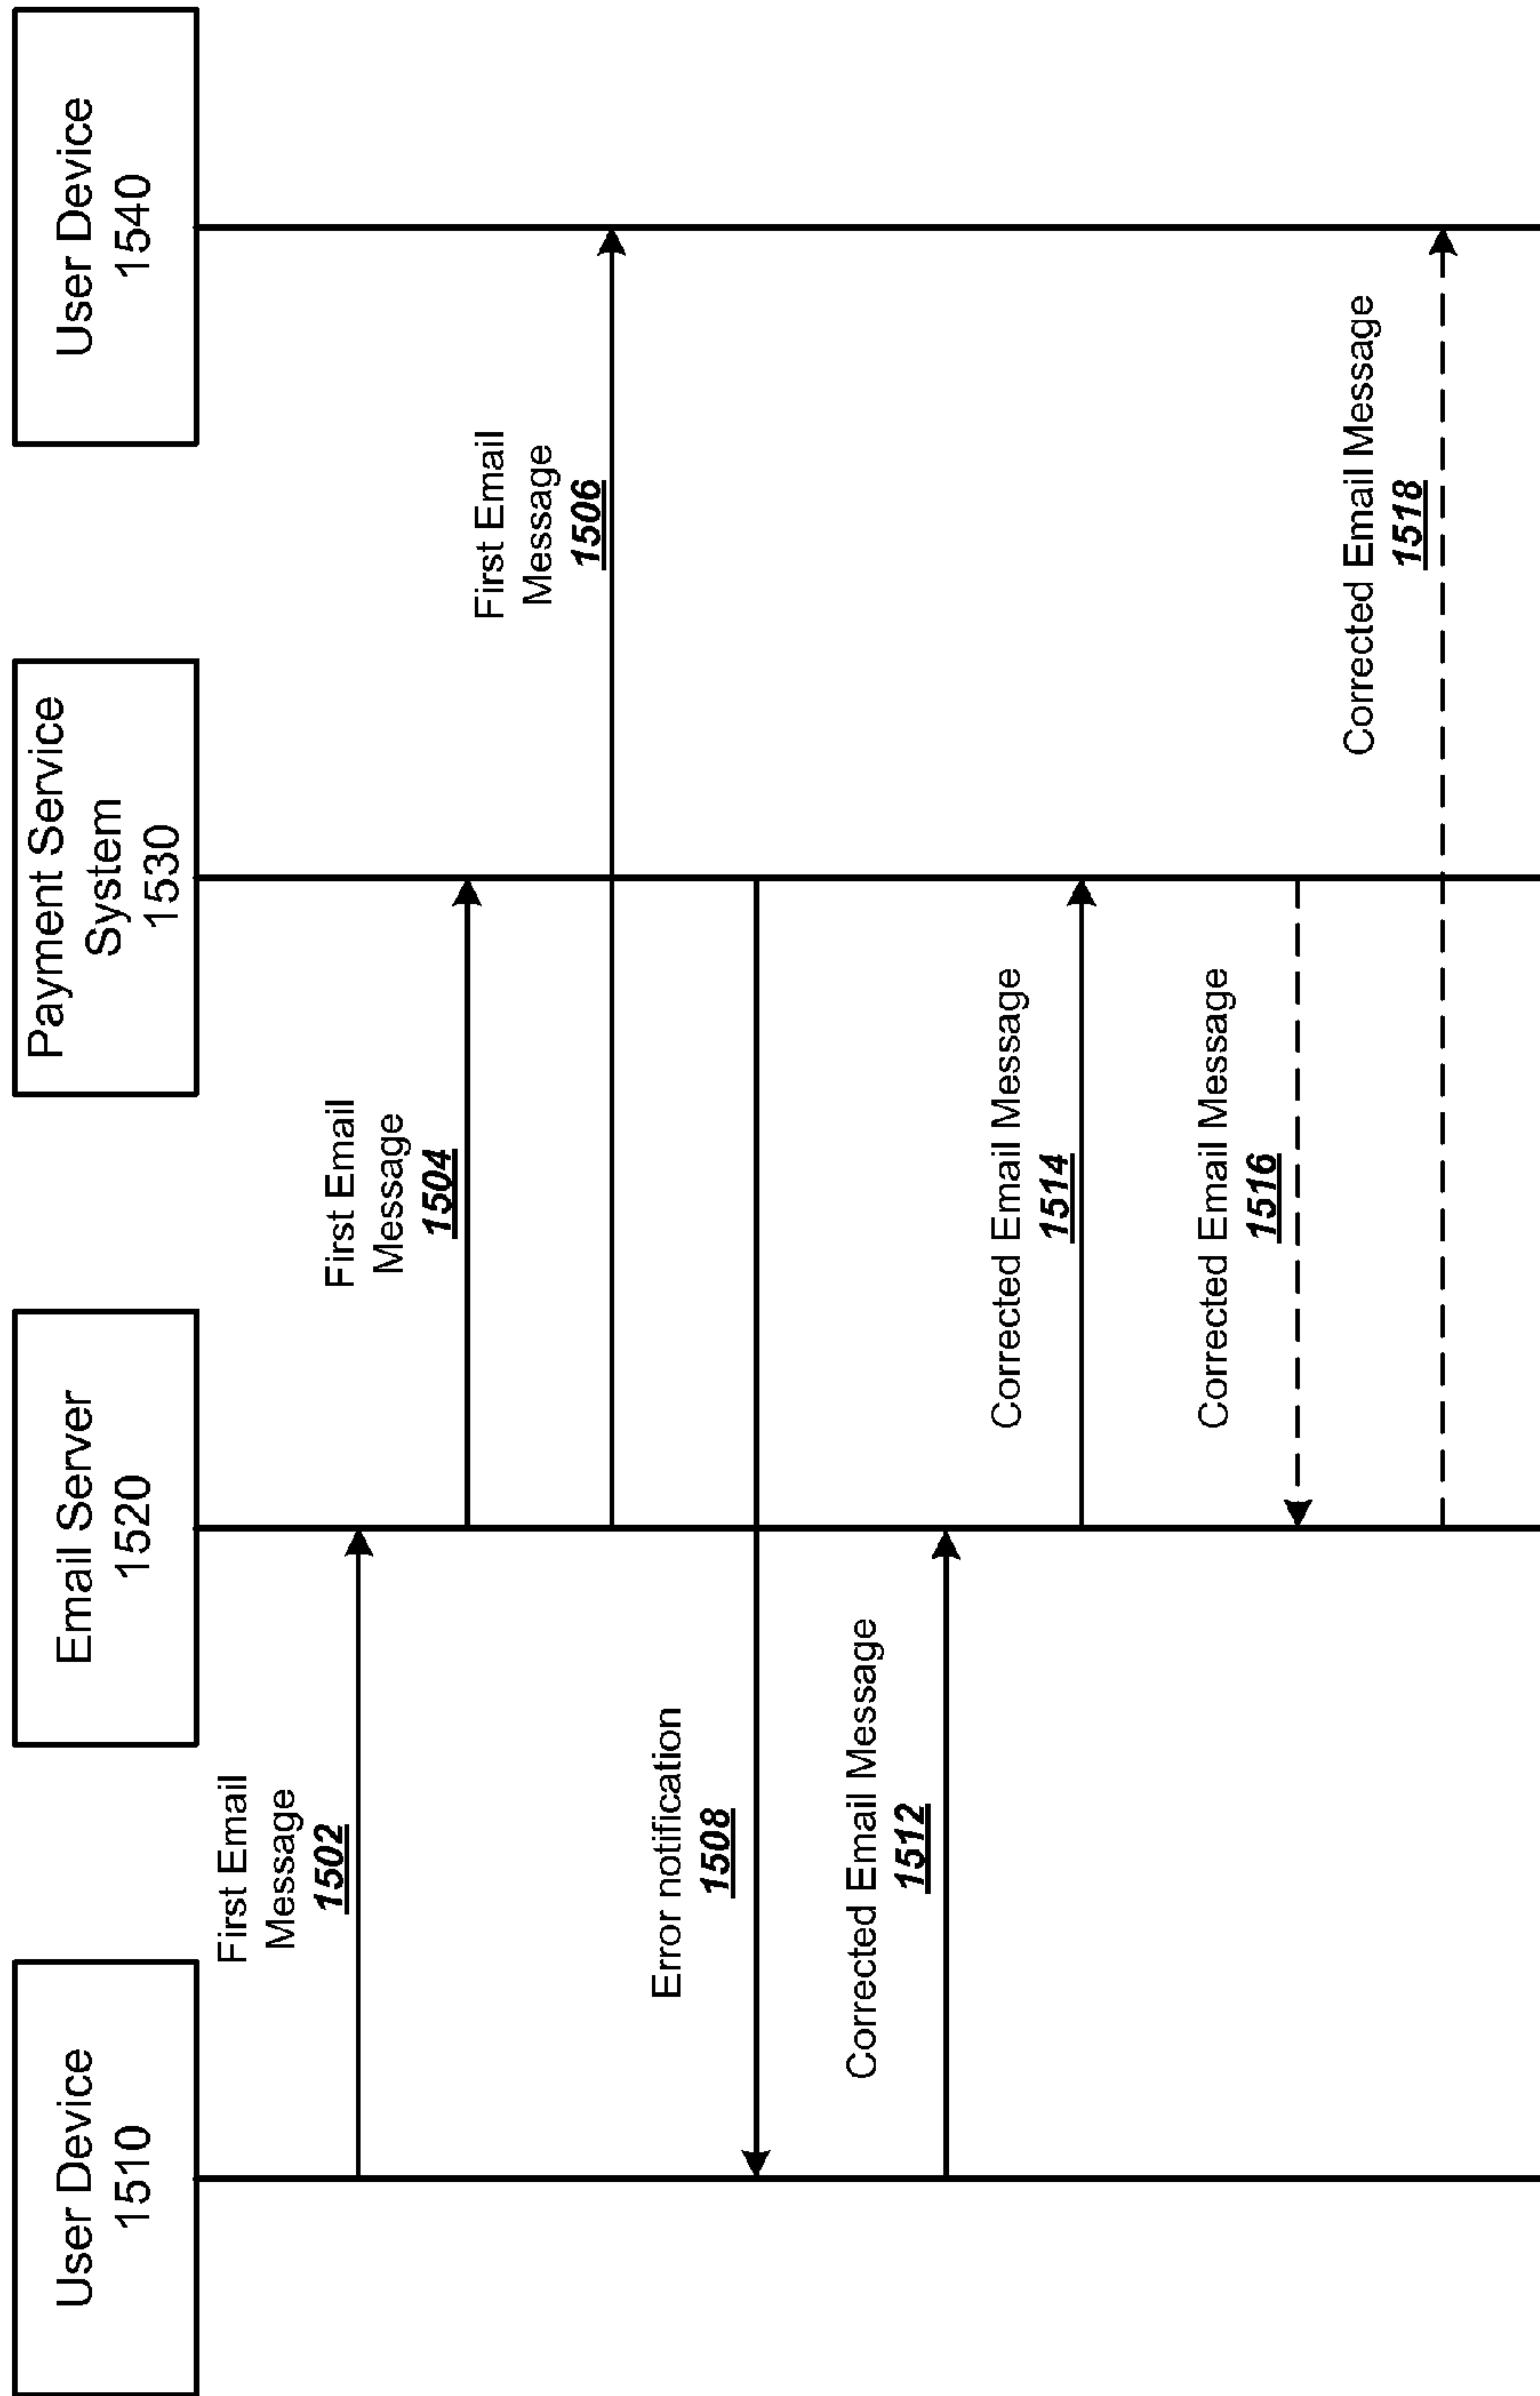 User Device
1510
Email Server
1520
Payment Service
System
1530
User Device
1540
First Email
Message
1502
First Email
Message
1504
First Email
Message
1506
Error notification
1508
Corrected Email Message
1512
Corrected Email Message
1514
Corrected Email Message
1516
Corrected Email Message
1518